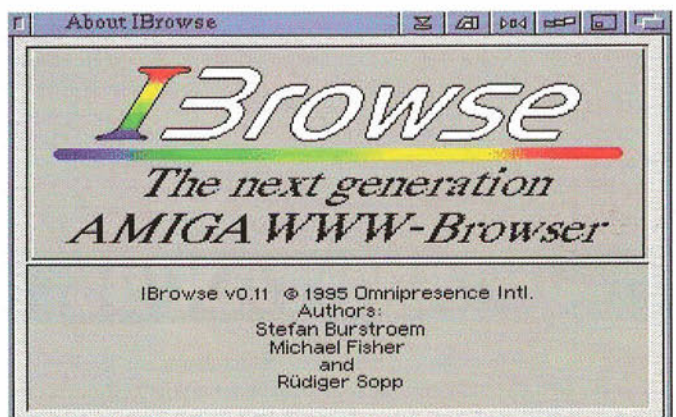 About IBrowse
IBrowse
The next generation
AMIGA WWW-Browser
IBrowse v0.11 © 1995 Omnipresence Intl.
Authors:
Stefan Burstroem
Michael Fisher
and
Rüdiger Sopp